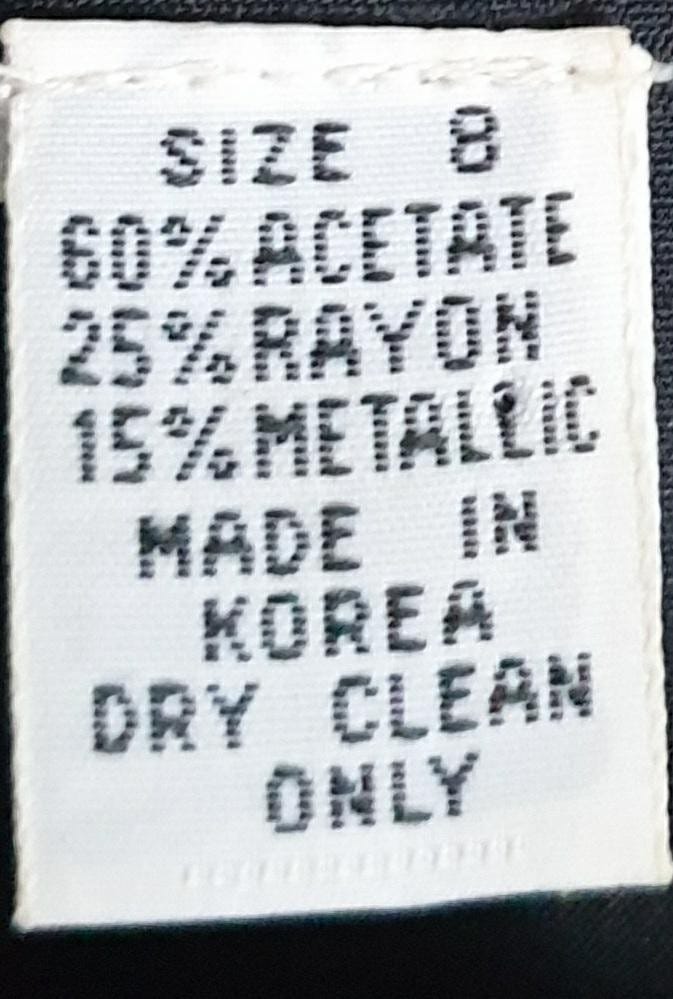 SIZE 8
60% ACETATE
25% RAYON
15% METALLIC
MADE IN
KOREA
DRY CLEAN
ONLY